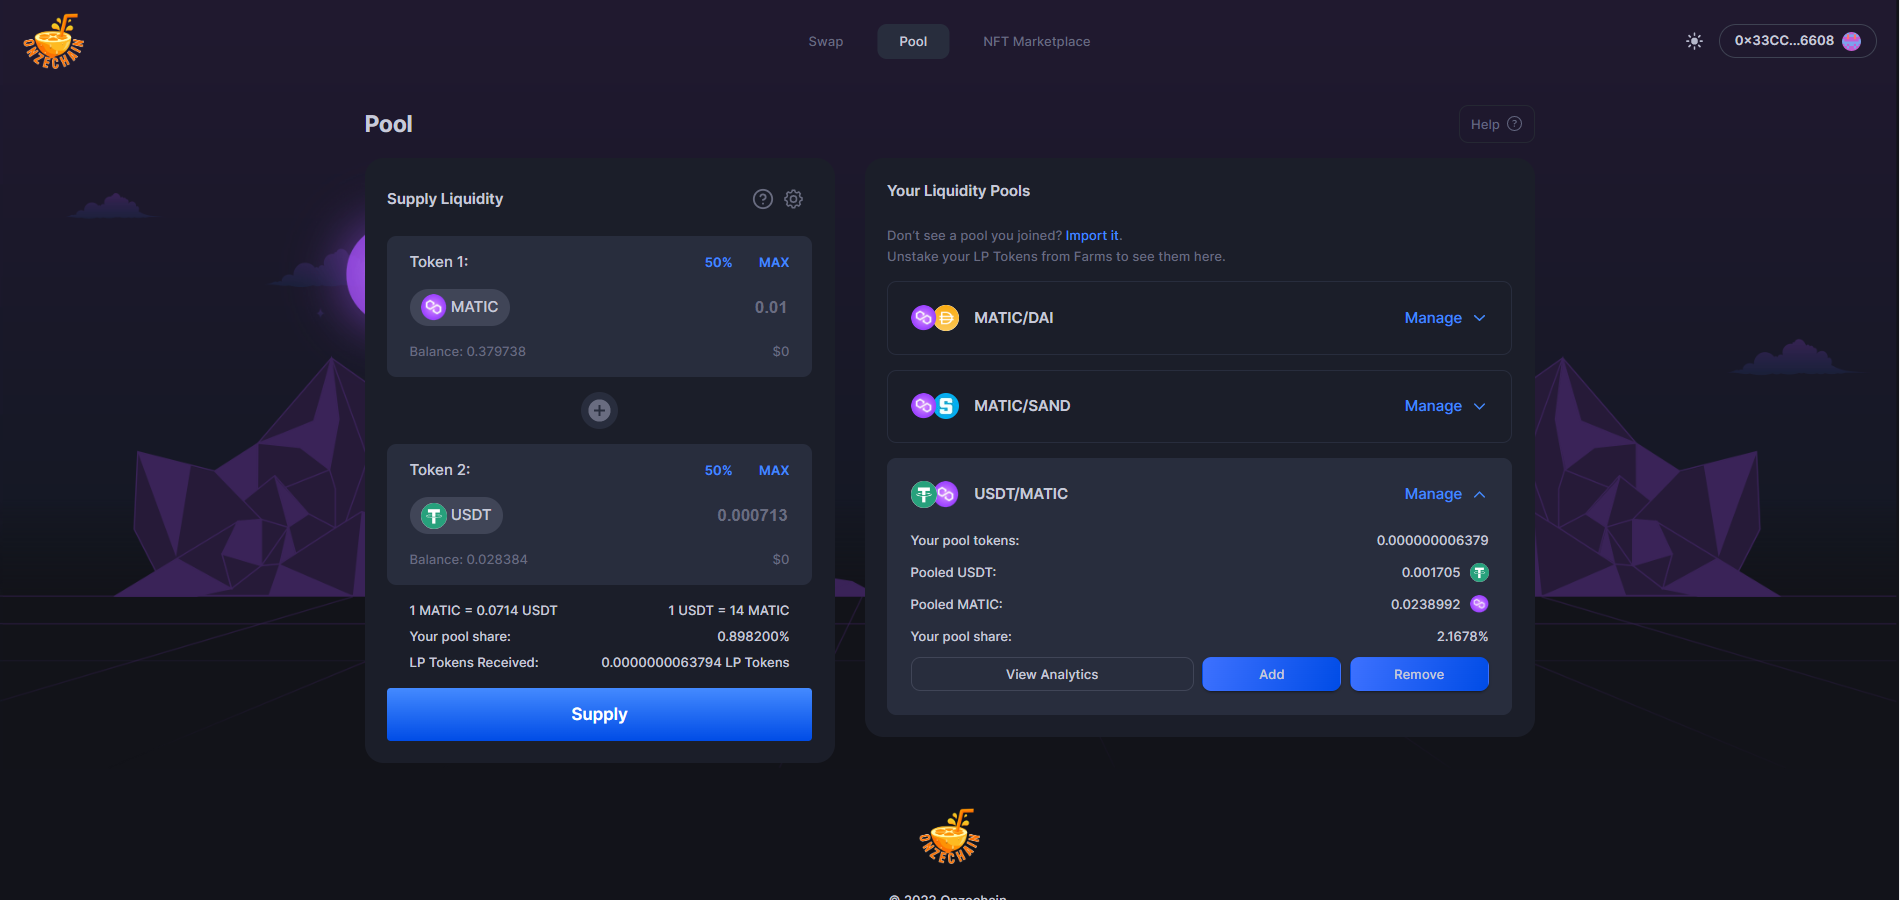 ONZECHAIN
Swap
Pool
NFT Marketplace
0x33CC...6608
Pool
Help
Supply Liquidity
Token 1:
50%
MAX
MATIC
0.01
Balance: 0.379738
$0
Token 2:
50%
MAX
USDT
0.000713
Balance: 0.028384
$0
1 MATIC = 0.0714 USDT
1 USDT = 14 MATIC
Your pool share:
0.898200%
LP Tokens Received:
0.0000000063794 LP Tokens
Supply
Your Liquidity Pools
Don't see a pool you joined? Import it.
Unstake your LP Tokens from Farms to see them here.
MATIC/DAI
Manage
MATIC/SAND
Manage
USDT/MATIC
Manage
Your pool tokens:
0.000000006379
Pooled USDT:
0.001705
Pooled MATIC:
0.0238992
Your pool share:
2.1678%
View Analytics
Add
Remove
ONZECHAIN